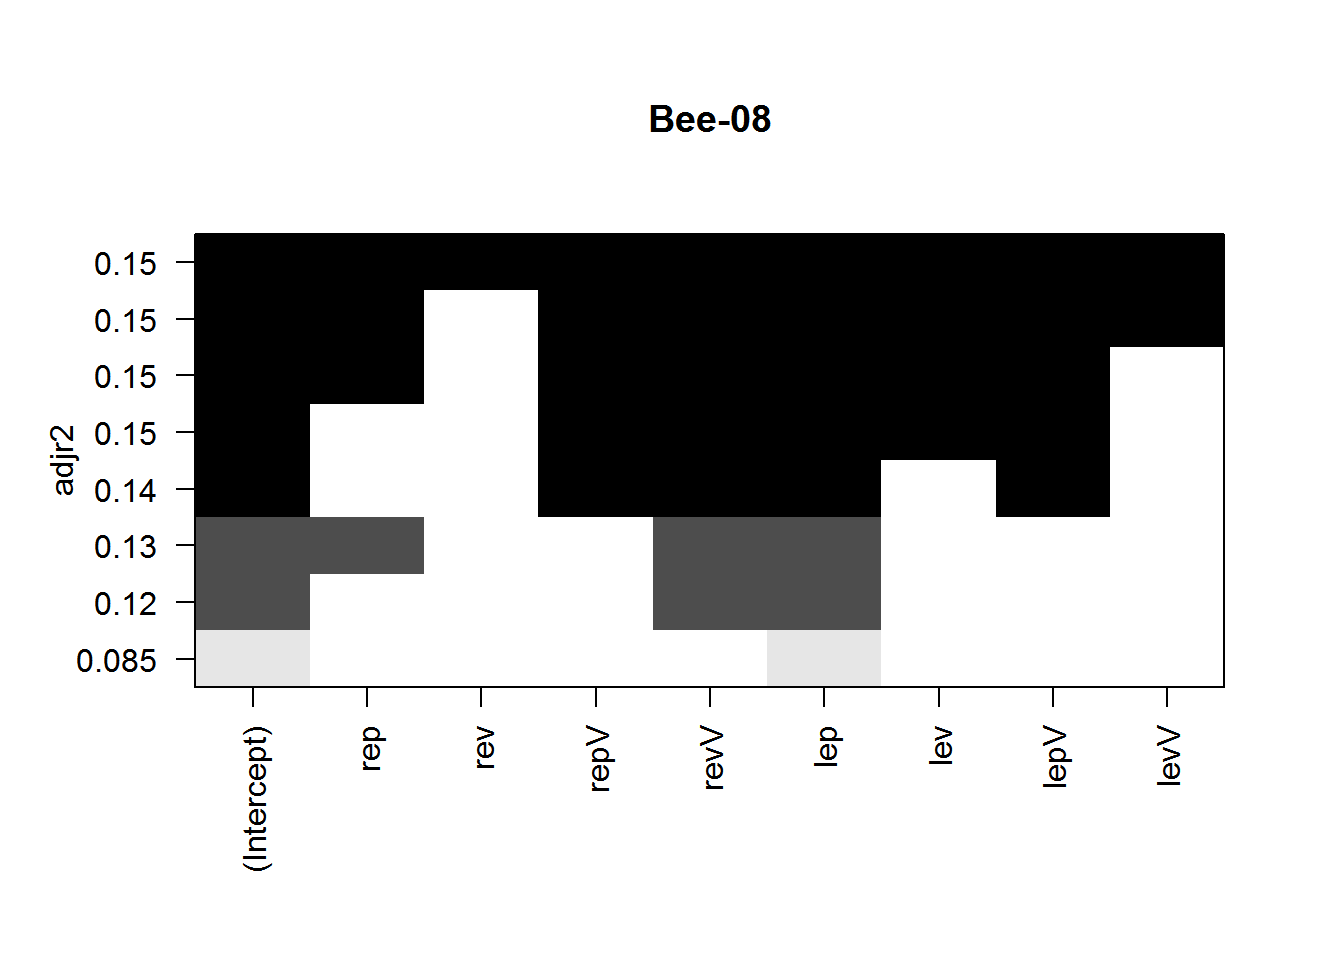 Bee-08
adjr2
0.15
0.15
0.15
0.15
0.14
0.13
0.12
0.085
(Intercept)
rep
rev
repV
revV
lep
lev
lepV
levV